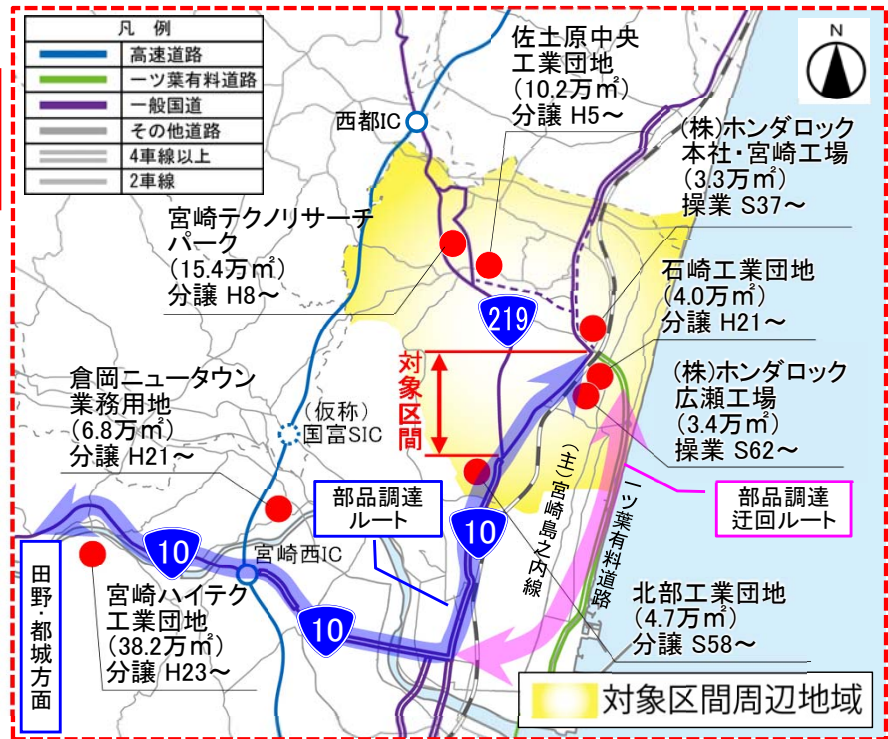 凡 例
高速道路
一ツ葉有料道路
一般国道
その他道路
4車線以上
2車線
N
佐土原中央
工業団地
(10.2万㎡)
分譲 H5～
西都IC
(株)ホンダロック
本社・宮崎工場
(3.3万㎡)
操業 S37～
宮崎テクノリサーチ
パーク
(15.4万㎡)
分譲 H8～
石崎工業団地
(4.0万㎡)
分譲 H21～
219
対象区間
(株)ホンダロック
広瀬工場
(3.4万㎡)
操業 S62～
倉岡ニュータウン
業務用地
(6.8万㎡)
分譲 H21～
(仮称)
国富SIC
部品調達
ルート
(主)宮崎島之内線
一ツ葉有料道路
部品調達
迂回ルート
10
10
宮崎西IC
田野・都城方面
宮崎ハイテク
工業団地
(38.2万㎡)
分譲 H23～
10
北部工業団地
(4.7万㎡)
分譲 S58～
対象区間周辺地域